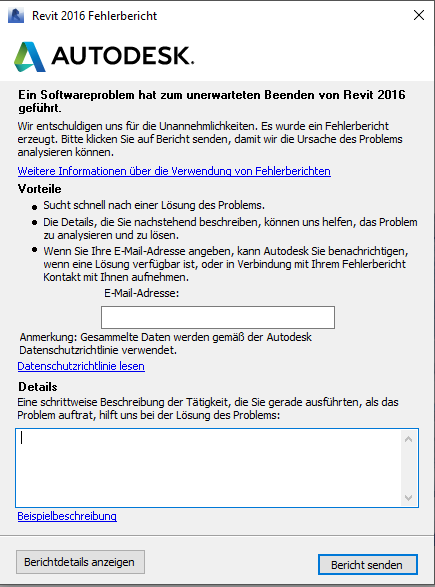 Revit 2016 Fehlerbericht
AUTODESK.
Ein Softwareproblem hat zum unerwarteten Beenden von Revit 2016
geführt.
Wir entschuldigen uns für die Unannehmlichkeiten. Es wurde ein Fehlerbericht
erzeugt. Bitte klicken Sie auf Bericht senden, damit wir die Ursache des Problems
analysieren können.
Weitere Informationen über die Verwendung von Fehlerberichten
Vorteile
• Sucht schnell nach einer Lösung des Problems.
• Die Details, die Sie nachstehend beschreiben, können uns helfen, das Problem
zu analysieren und zu lösen.
• Wenn Sie Ihre E-Mail-Adresse angeben, kann Autodesk Sie benachrichtigen,
wenn eine Lösung verfügbar ist, oder in Verbindung mit Ihrem Fehlerbericht
Kontakt mit Ihnen aufnehmen.
E-Mail-Adresse:
Anmerkung: Gesammelte Daten werden gemäß der Autodesk
Datenschutzrichtlinie verwendet.
Datenschutzrichtlinie lesen
Details
Eine schrittweise Beschreibung der Tätigkeit, die Sie gerade ausführten, als das
Problem auftrat, hilft uns bei der Lösung des Problems:
Beispielbeschreibung
Berichtdetails anzeigen
Bericht senden